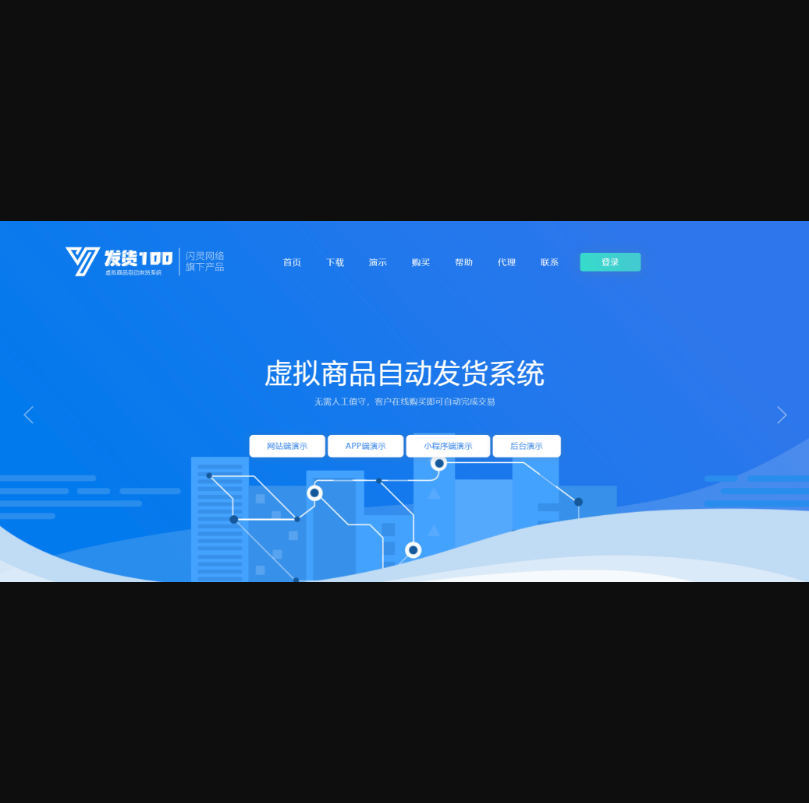 发货100
虚拟商品自动发货系统
闪灵网络
旗下产品
首页 下载 演示 购买 帮助 代理 联系 登录
虚拟商品自动发货系统
无需人工值守，客户在线购买即可自动完成交易
网站端演示 APP端演示 小程序端演示 后台演示